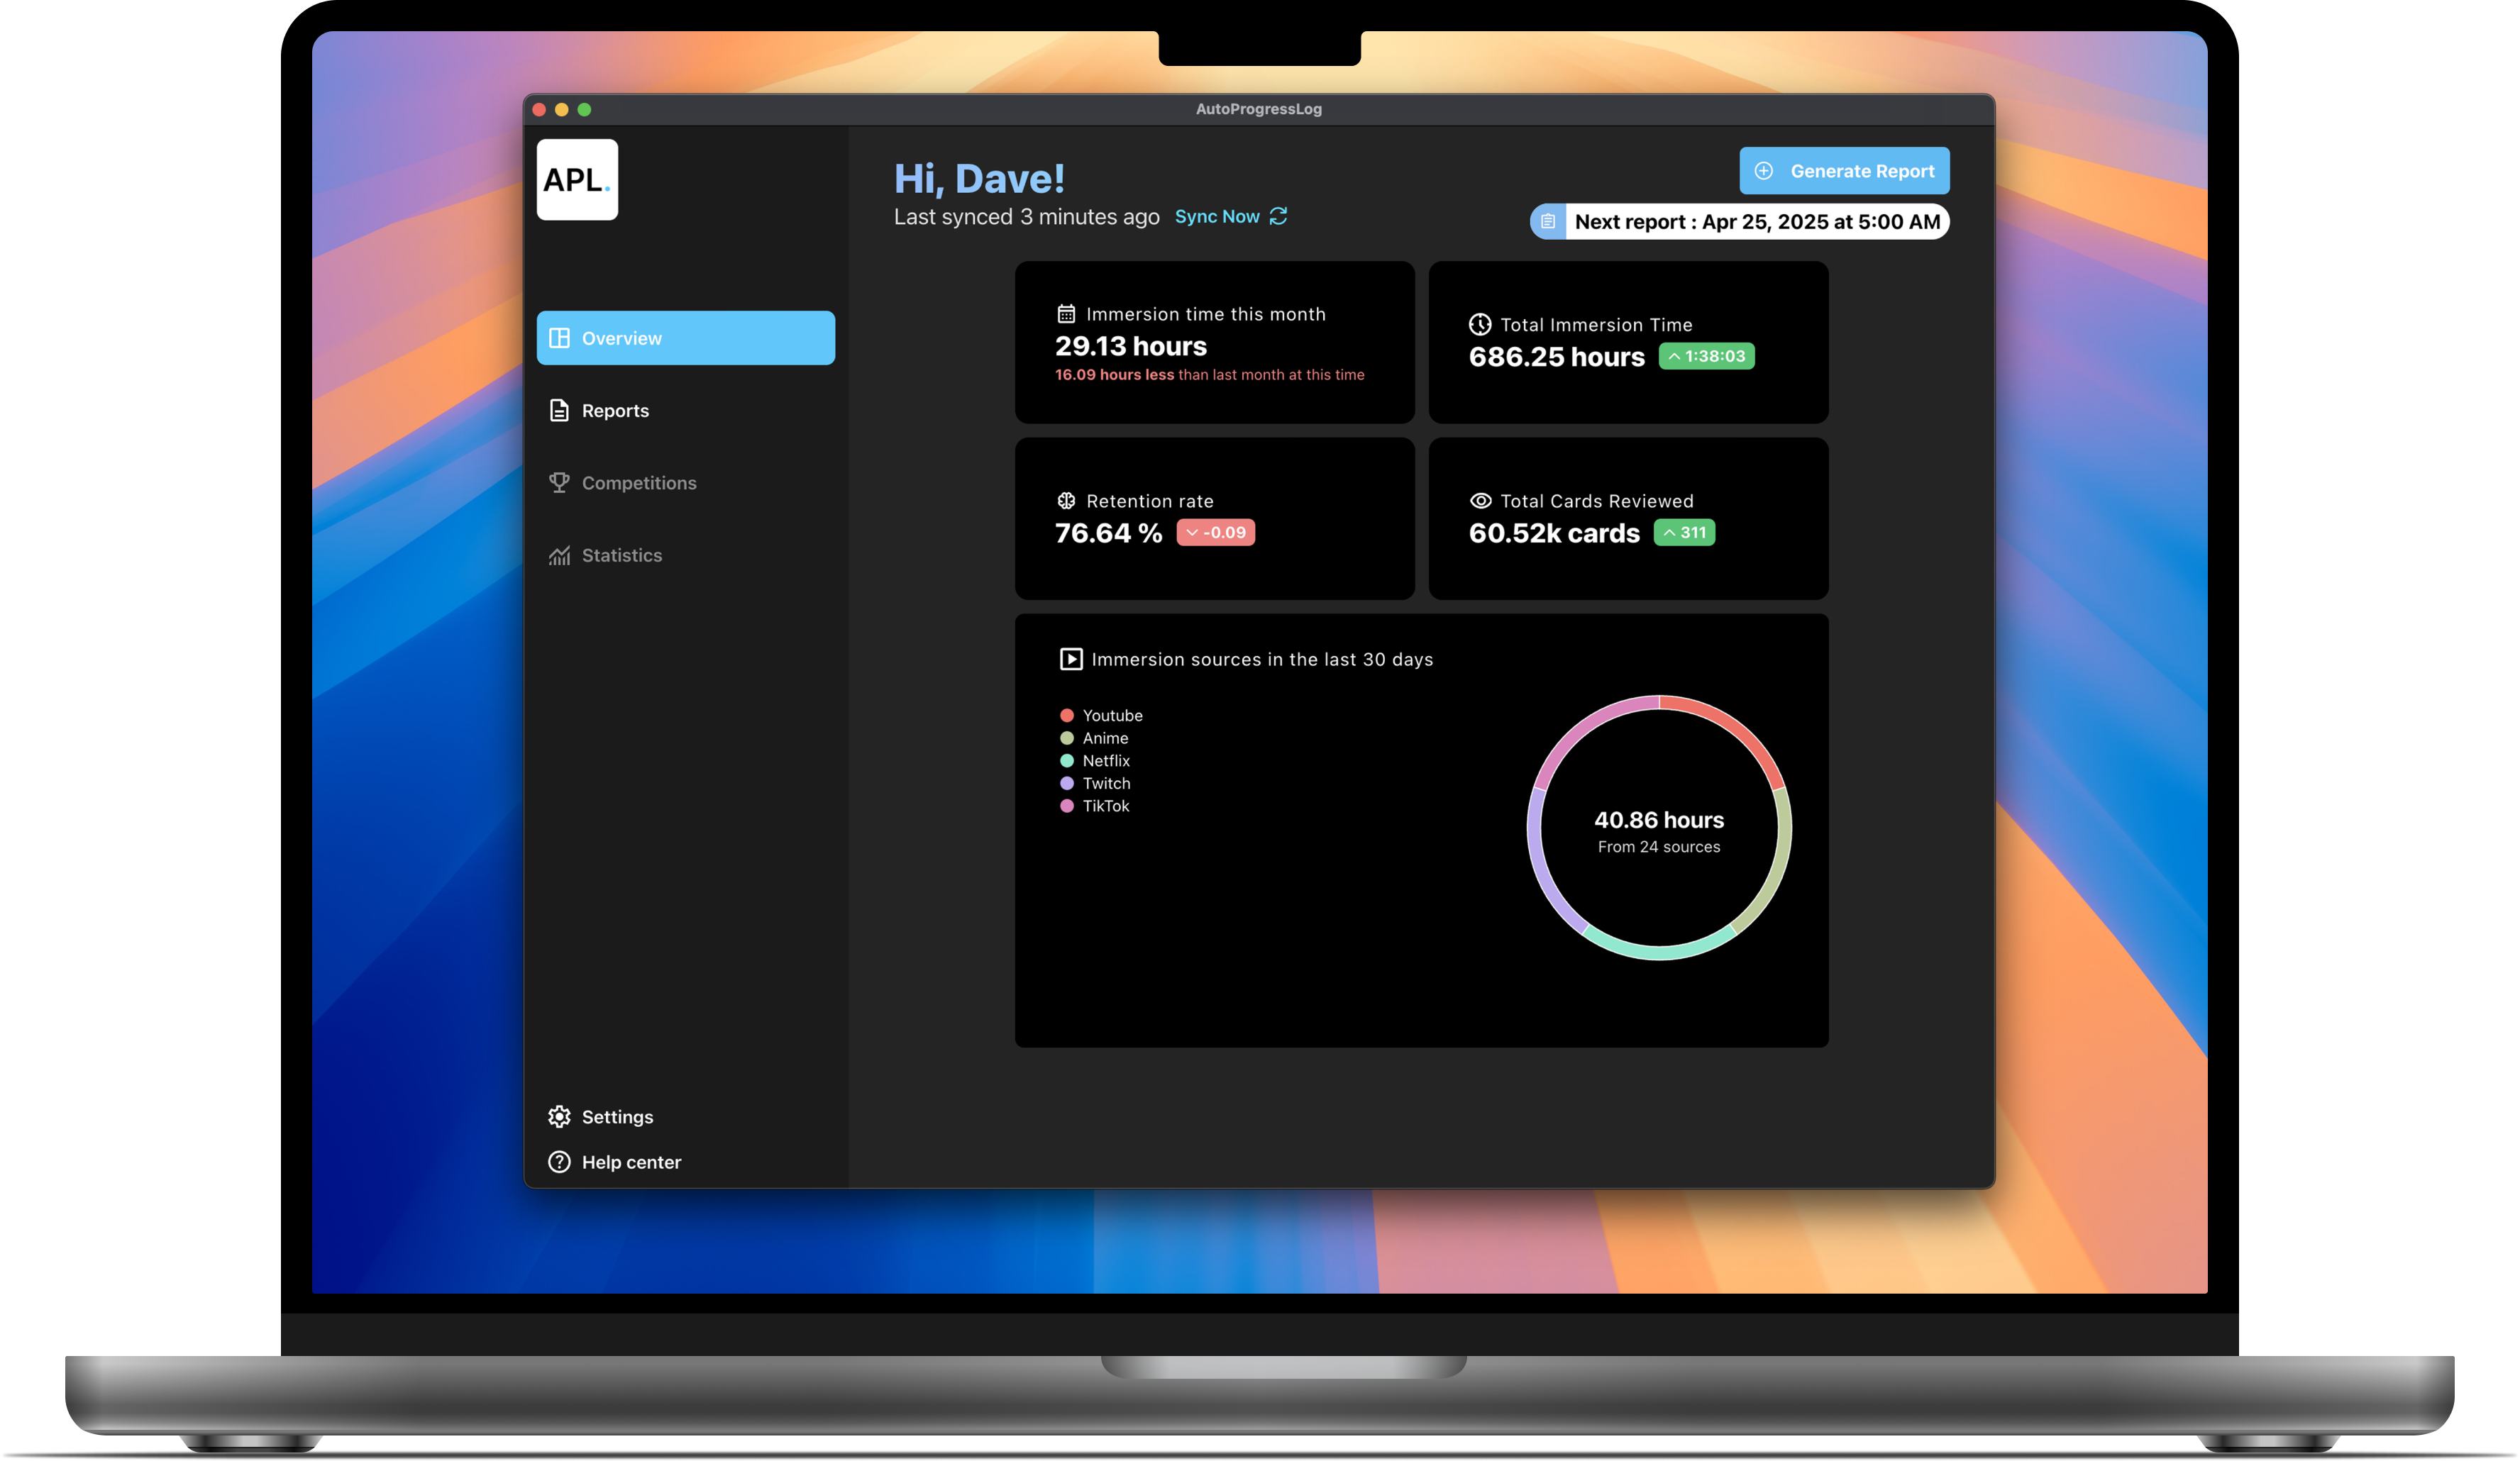 AutoProgressLog
APL.
Overview
Reports
Competitions
Statistics
Settings
Help center
Hi, Dave!
Last synced 3 minutes ago Sync Now
Generate Report
Next report : Apr 25, 2025 at 5:00 AM
Immersion time this month
29.13 hours
16.09 hours less than last month at this time
Total Immersion Time
686.25 hours 1:38:03
Retention rate
76.64 % -0.09
Total Cards Reviewed
60.52k cards 311
Immersion sources in the last 30 days
Youtube
Anime
Netflix
Twitch
TikTok
40.86 hours
From 24 sources